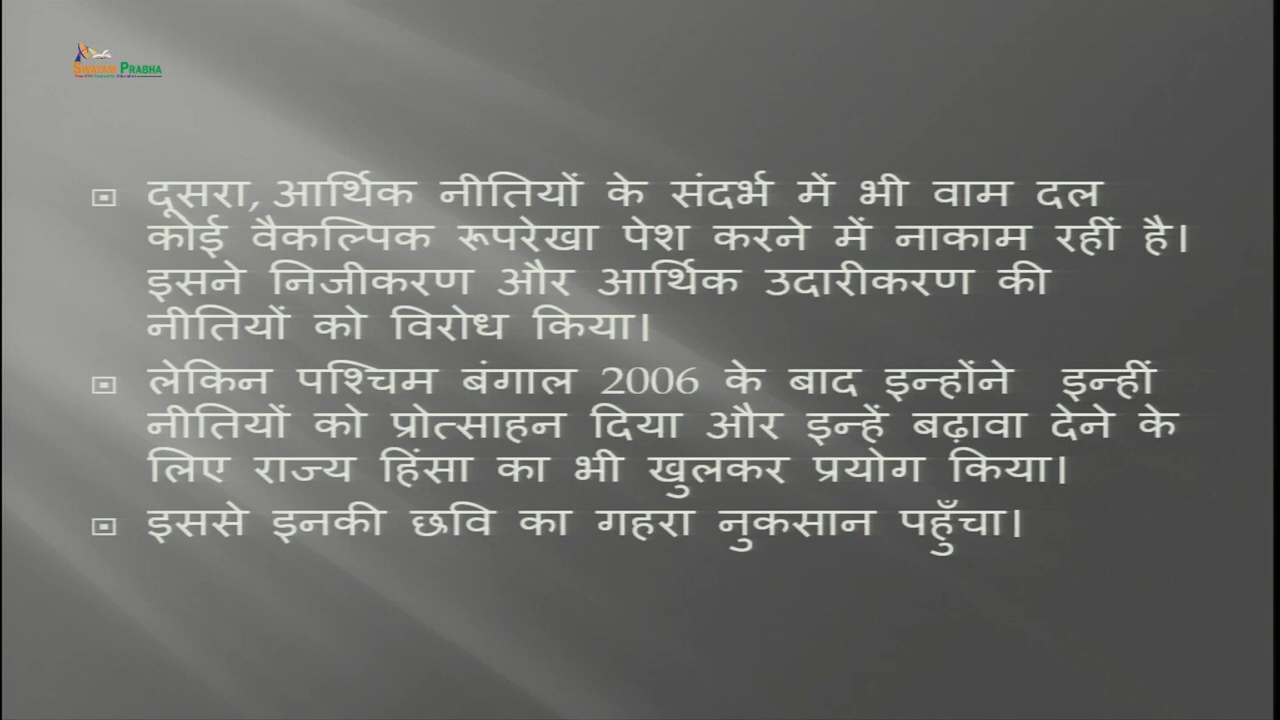 SWAYAM PRABHA
दूसरा, आर्थिक नीतियों के संदर्भ में भी वाम दल
कोई वैकल्पिक रूपरेखा पेश करने में नाकाम रहीं है।
इसने निजीकरण और आर्थिक उदारीकरण की
नीतियों को विरोध किया।
लेकिन पश्चिम बंगाल 2006 के बाद इन्होंने इन्हीं
नीतियों को प्रोत्साहन दिया और इन्हें बढ़ावा देने के
लिए राज्य हिंसा का भी खुलकर प्रयोग किया।
इससे इनकी छवि का गहरा नुकसान पहुँचा।